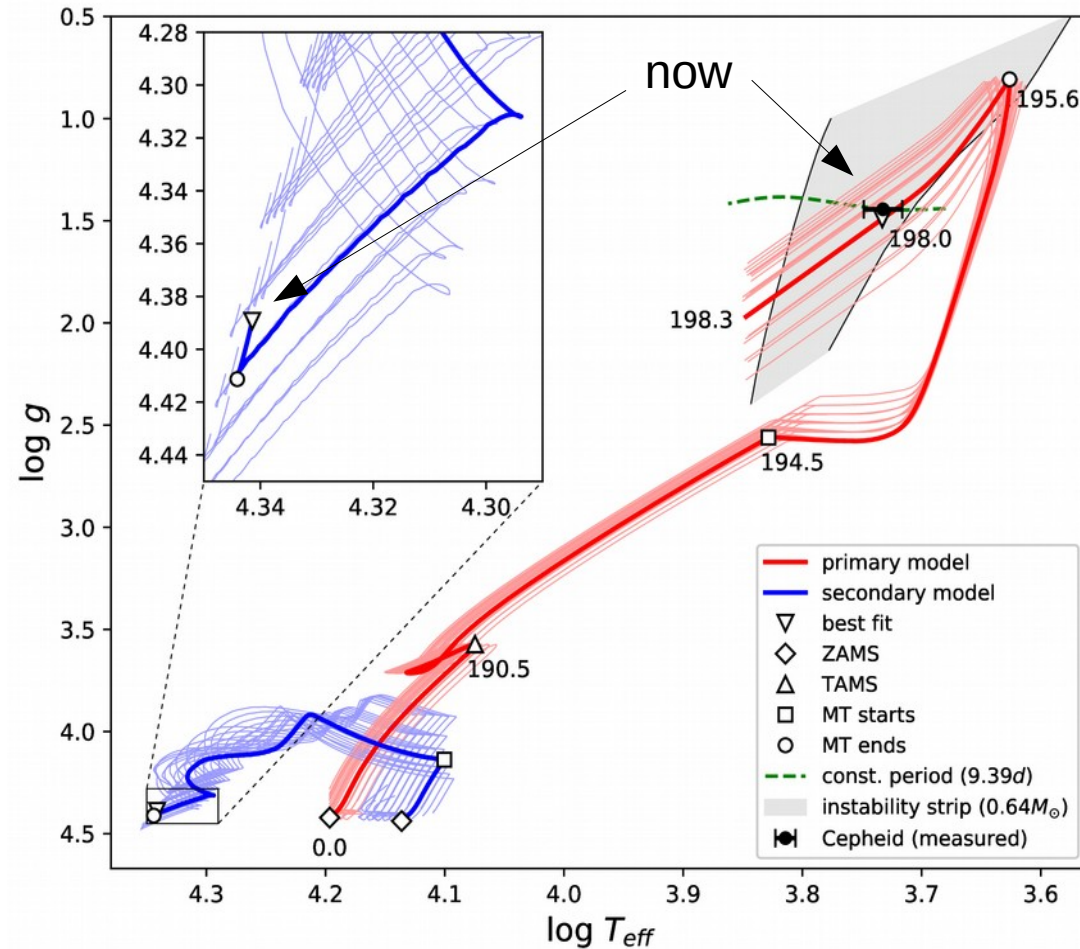 now
0.5
1.0
1.5
2.0
2.5
3.0
3.5
4.0
4.5
log g
4.28
4.30
4.32
4.34
4.36
4.38
4.40
4.42
4.44
4.34
4.32
4.30
195.6
198.0
198.3
194.5
190.5
0.0
primary model
secondary model
best fit
ZAMS
TAMS
MT starts
MT ends
const. period (9.39d)
instability strip (0.64M☉)
Cepheid (measured)
4.3
4.2
4.1
4.0
3.9
3.8
3.7
3.6
log Teff